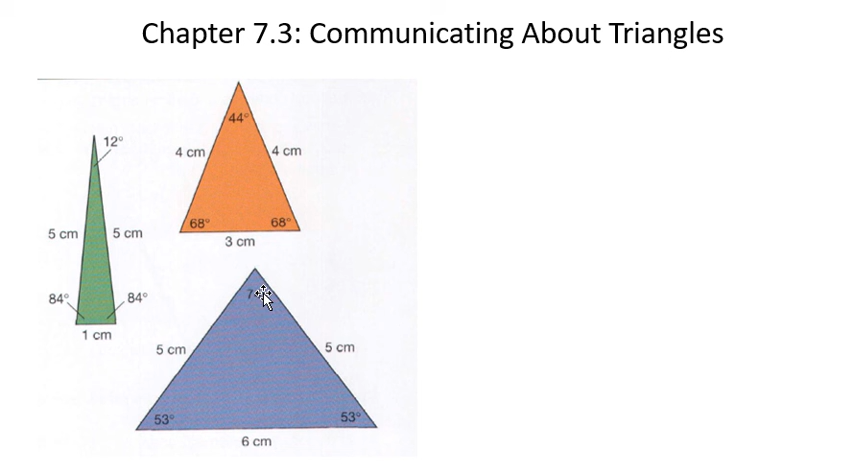 Chapter 7.3: Communicating About Triangles
44°
12°
4 cm
4 cm
68°
68°
3 cm
5 cm
5 cm
84°
84°
1 cm
5 cm
5 cm
53°
53°
6 cm